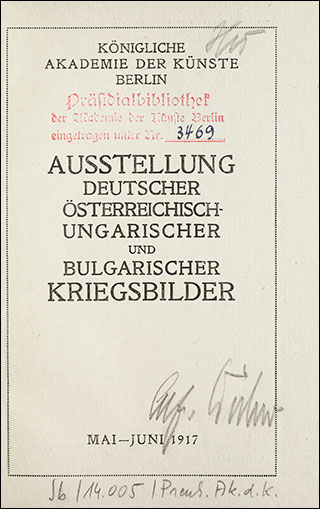 KÖNIGLICHE
AKADEMIE DER KÜNSTE
BERLIN
Präsidialbibliothek
der Akademie der Künste Berlin
eingetragen unter Nr. 3469
AUSSTELLUNG
DEUTSCHER
ÖSTERREICHISCH-
UNGARISCHER
UND
BULGARISCHER
KRIEGSBILDER
MAI—JUNI 1917
Sb/14.005/Preuß. Ak.d.K.